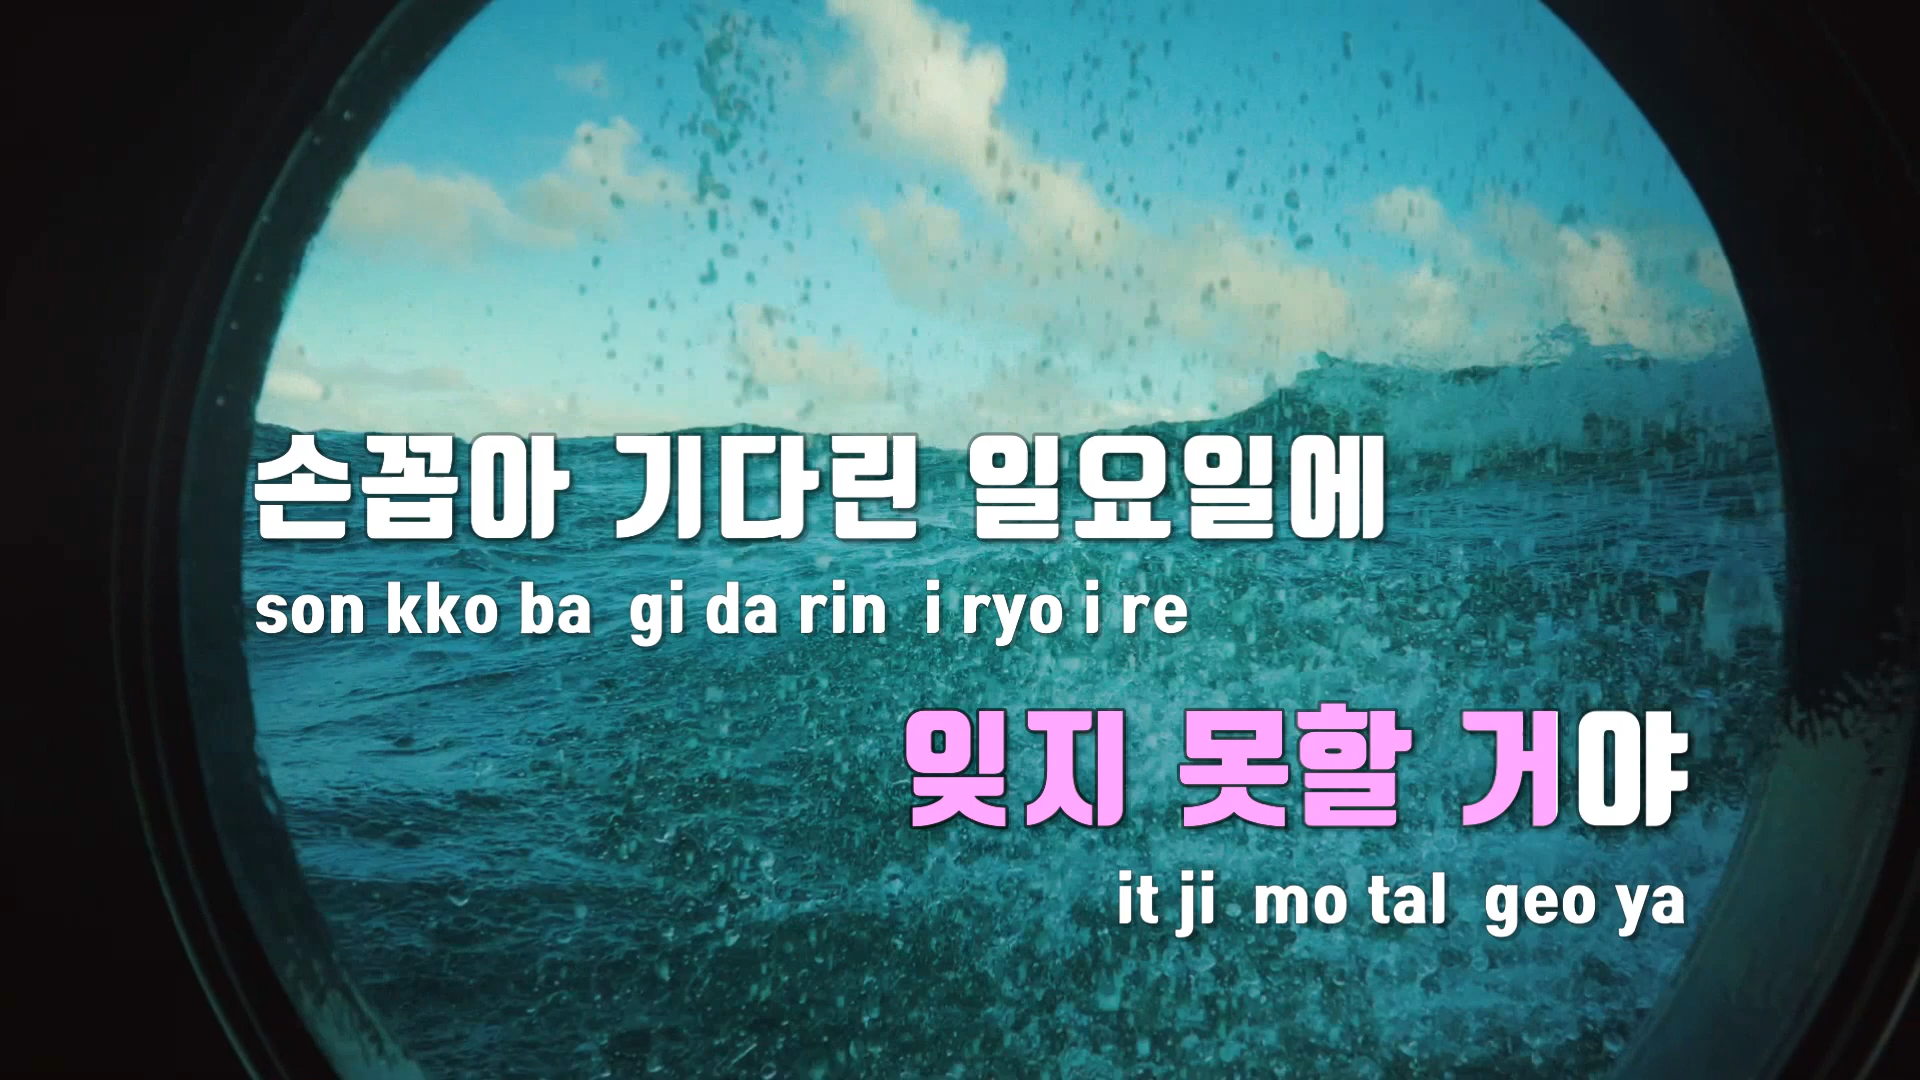 손꼽아 기다린 일요일에
son kko ba gi da rin i ryo i re
잊지 못할 거야
it ji mo tal geo ya